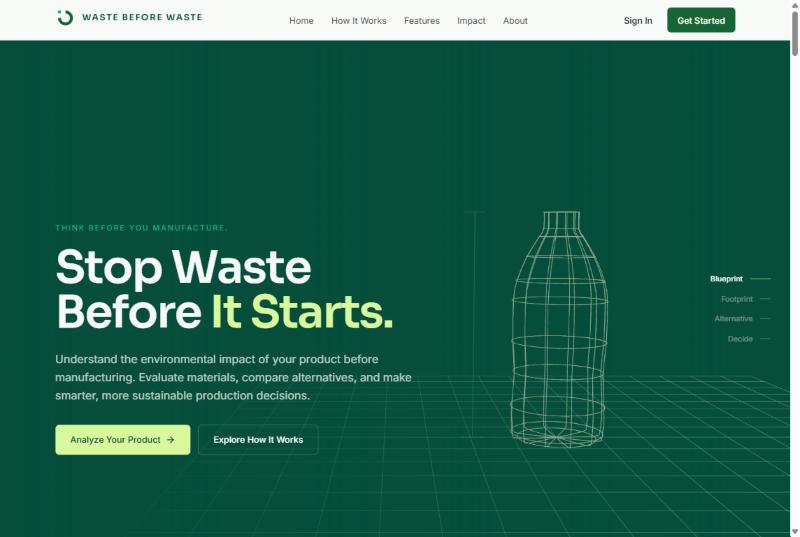 WASTE BEFORE WASTE
Home
How It Works
Features
Impact
About
Sign In
Get Started
THINK BEFORE YOU MANUFACTURE.
Stop Waste
Before It Starts.
Understand the environmental impact of your product before
manufacturing. Evaluate materials, compare alternatives, and make
smarter, more sustainable production decisions.
Analyze Your Product →
Explore How It Works
Blueprint
Footprint
Alternative
Decide